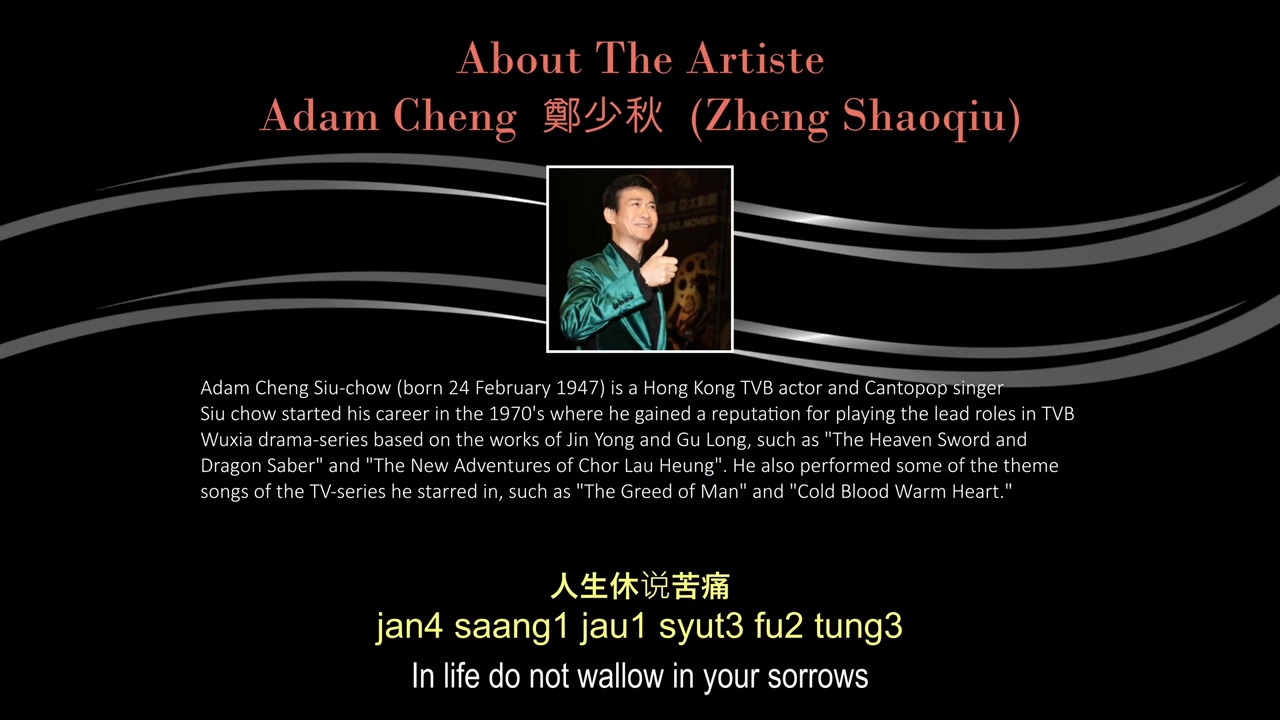 About The Artiste
Adam Cheng 鄭少秋 (Zheng Shaoqiu)
Adam Cheng Siu-chow (born 24 February 1947) is a Hong Kong TVB actor and Cantopop singer
Siu chow started his career in the 1970's where he gained a reputation for playing the lead roles in TVB
Wuxia drama-series based on the works of Jin Yong and Gu Long, such as "The Heaven Sword and
Dragon Saber" and "The New Adventures of Chor Lau Heung". He also performed some of the theme
songs of the TV-series he starred in, such as "The Greed of Man" and "Cold Blood Warm Heart."
人生休说苦痛
jan4 saang1 jau1 syut3 fu2 tung3
In life do not wallow in your sorrows